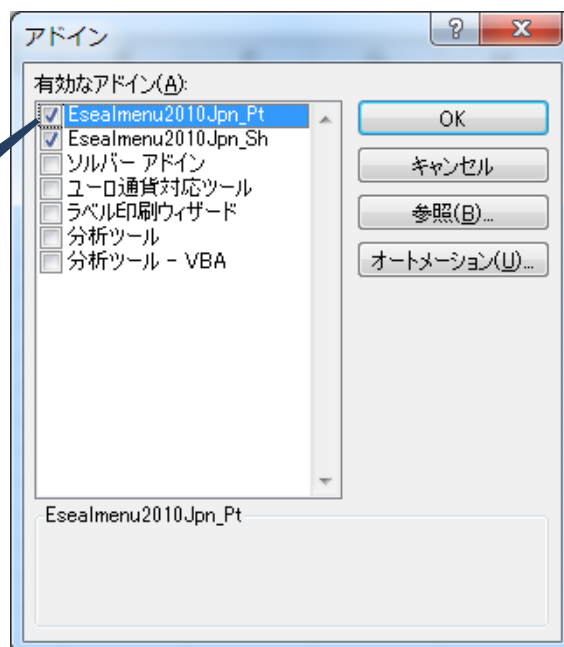 アドイン
有効なアドイン(A):
Esealmenu2010Jpn_Pt
Esealmenu2010Jpn_Sh
ソルバー アドイン
ユーロ通貨対応ツール
ラベル印刷ウィザード
分析ツール
分析ツール - VBA
OK
キャンセル
参照(B)...
オートメーション(U)...
Esealmenu2010Jpn_Pt